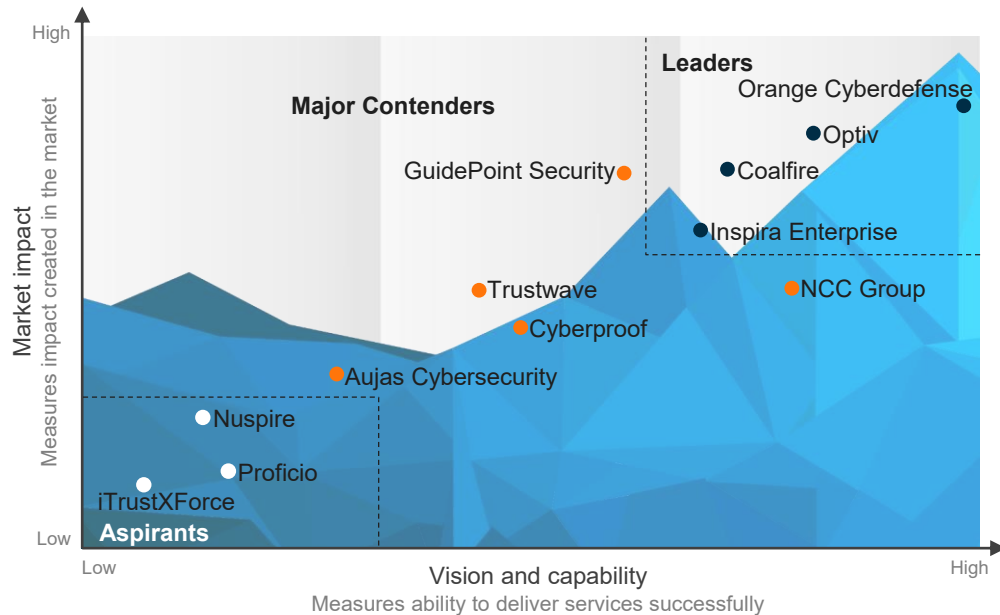 High
Leaders
Orange Cyberdefense
Major Contenders
Optiv
GuidePoint Security
Coalfire
Inspira Enterprise
Trustwave
NCC Group
Cyberproof
Aujas Cybersecurity
Nuspire
Proficio
iTrustXForce
Aspirants
Low
Market impact
Measures impact created in the market
Low
High
Vision and capability
Measures ability to deliver services successfully